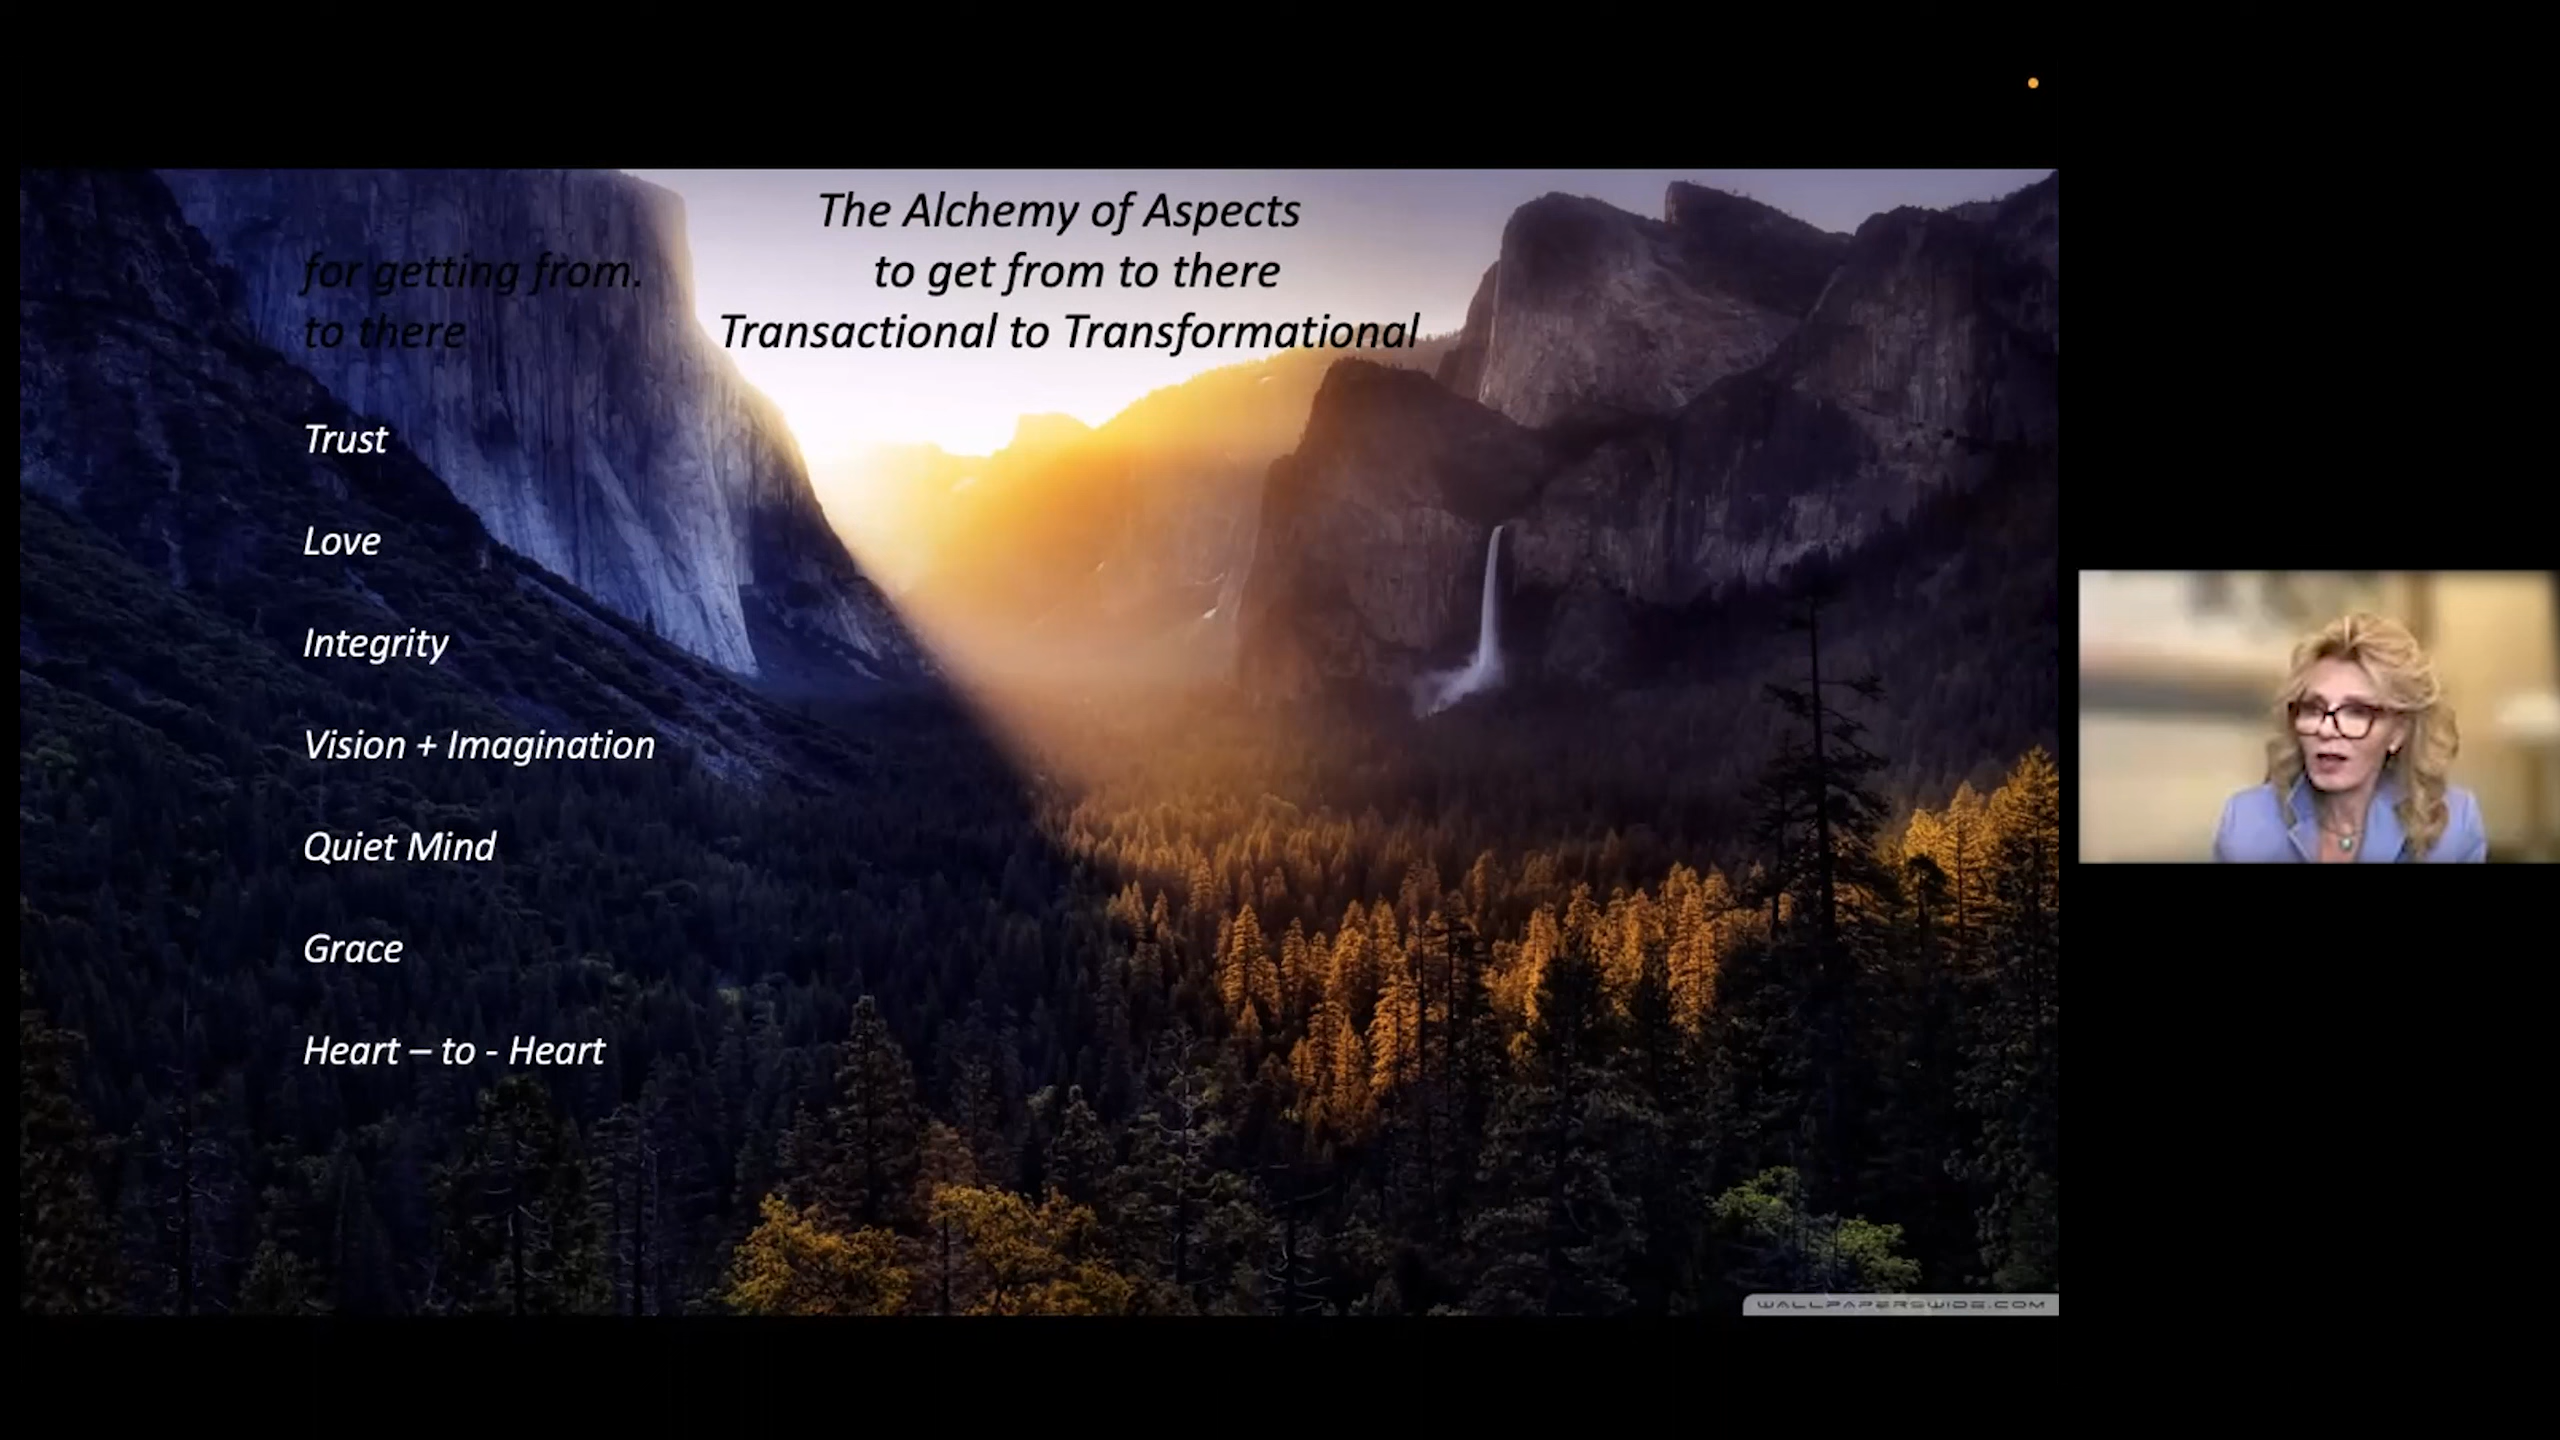 The Alchemy of Aspects
for getting from. to get from to there
to there Transactional to Transformational
Trust
Love
Integrity
Vision + Imagination
Quiet Mind
Grace
Heart – to - Heart
WALLPAPERSWIDE.COM